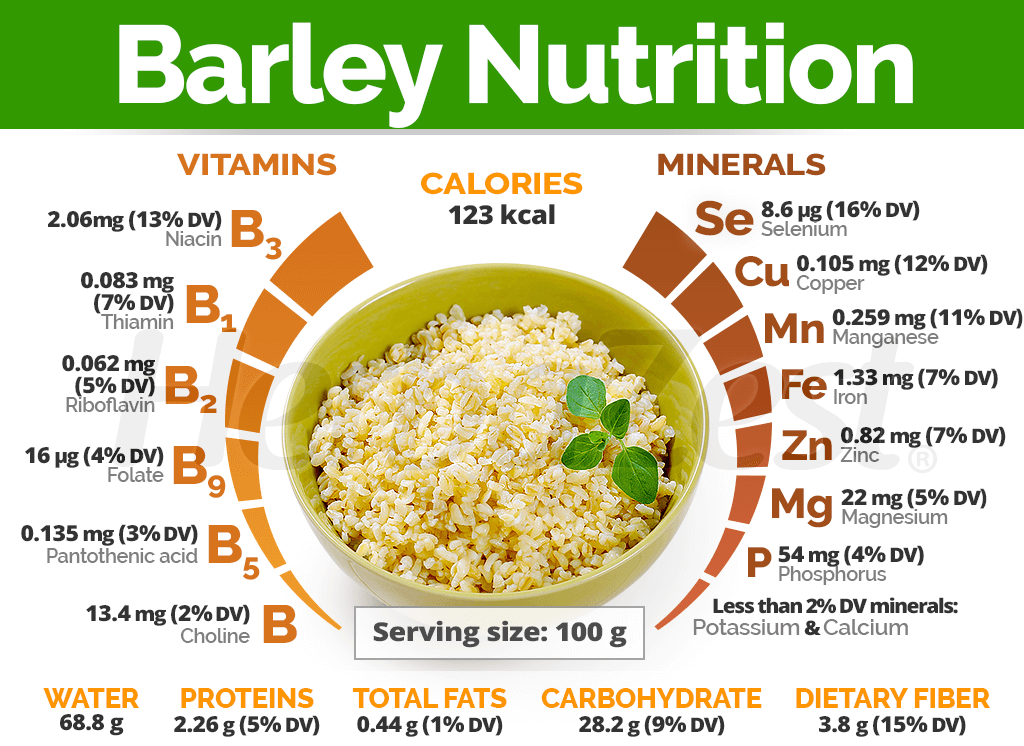 Barley Nutrition
VITAMINS
2.06mg (13% DV)
Niacin
B3
0.083 mg
(7% DV)
Thiamin
B1
0.062 mg
(5% DV)
Riboflavin
B2
16 µg (4% DV)
Folate
B9
0.135 mg (3% DV)
Pantothenic acid
B5
13.4 mg (2% DV)
Choline
B
CALORIES
123 kcal
MINERALS
Se
8.6 µg (16% DV)
Selenium
Cu
0.105 mg (12% DV)
Copper
Mn
0.259 mg (11% DV)
Manganese
Fe
1.33 mg (7% DV)
Iron
Zn
0.82 mg (7% DV)
Zinc
Mg
22 mg (5% DV)
Magnesium
P
54 mg (4% DV)
Phosphorus
Less than 2% DV minerals:
Potassium & Calcium
Serving size: 100 g
WATER
68.8 g
PROTEINS
2.26 g (5% DV)
TOTAL FATS
0.44 g (1% DV)
CARBOHYDRATE
28.2 g (9% DV)
DIETARY FIBER
3.8 g (15% DV)